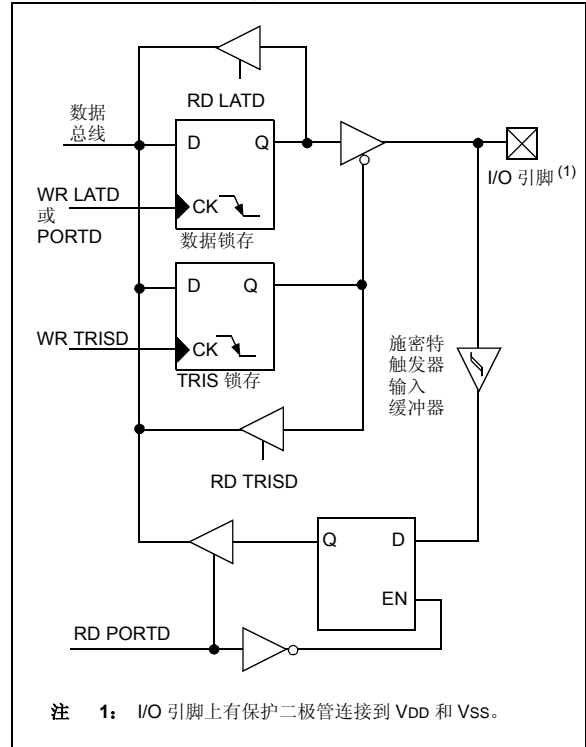 RD LATD
数据
总线
D Q
I/O 引脚 (1)
WR LATD
或
PORTD
CK
数据锁存
D Q
WR TRISD
CK
TRIS 锁存
施密特
触发器
输入
缓冲器
RD TRISD
Q D
EN
RD PORTD
注 1: I/O 引脚上有保护二极管连接到 VDD 和 VSS。